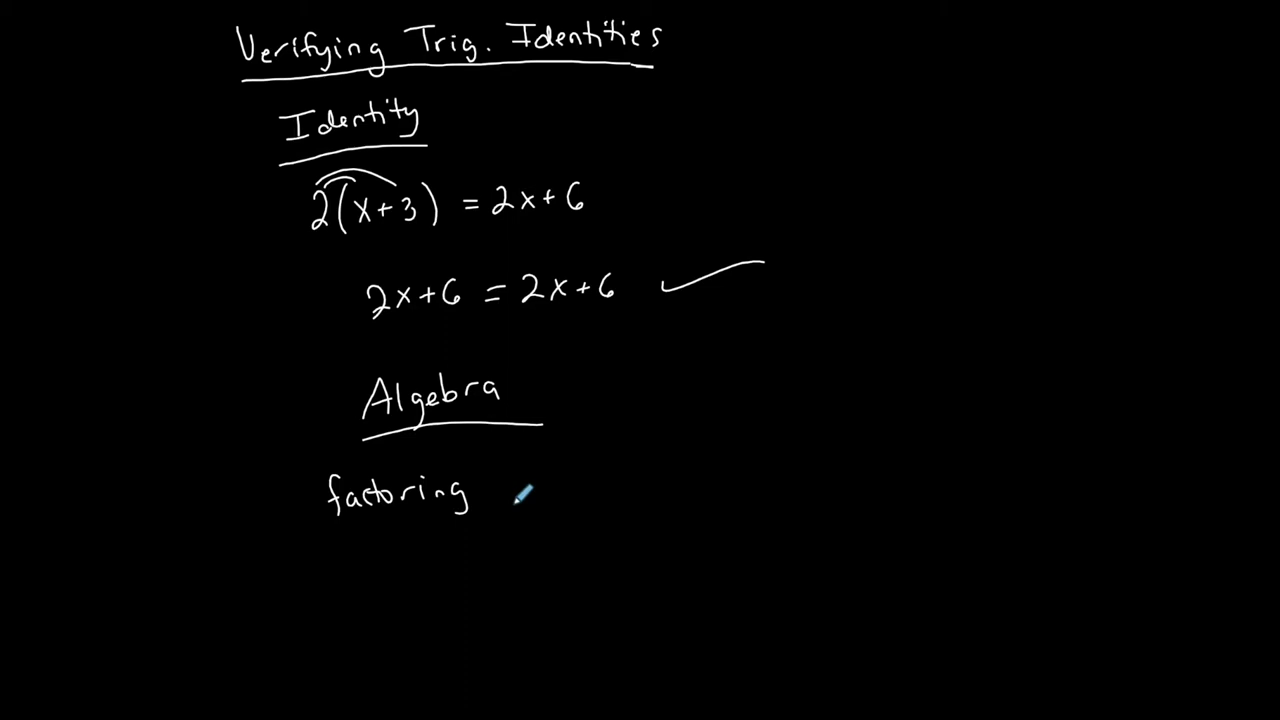 Verifying Trig. Identities
Identity
2(x+3) = 2x+6
2x+6 = 2x+6 ✓
Algebra
factoring